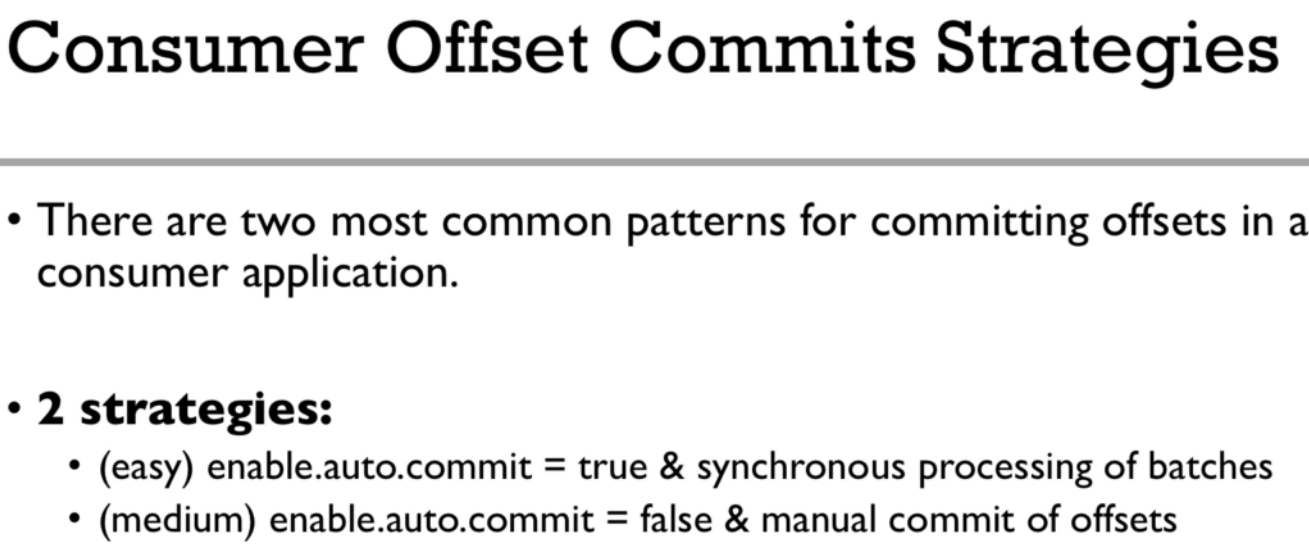 Consumer Offset Commits Strategies
• There are two most common patterns for committing offsets in a
consumer application.
• 2 strategies:
• (easy) enable.auto.commit = true & synchronous processing of batches
• (medium) enable.auto.commit = false & manual commit of offsets